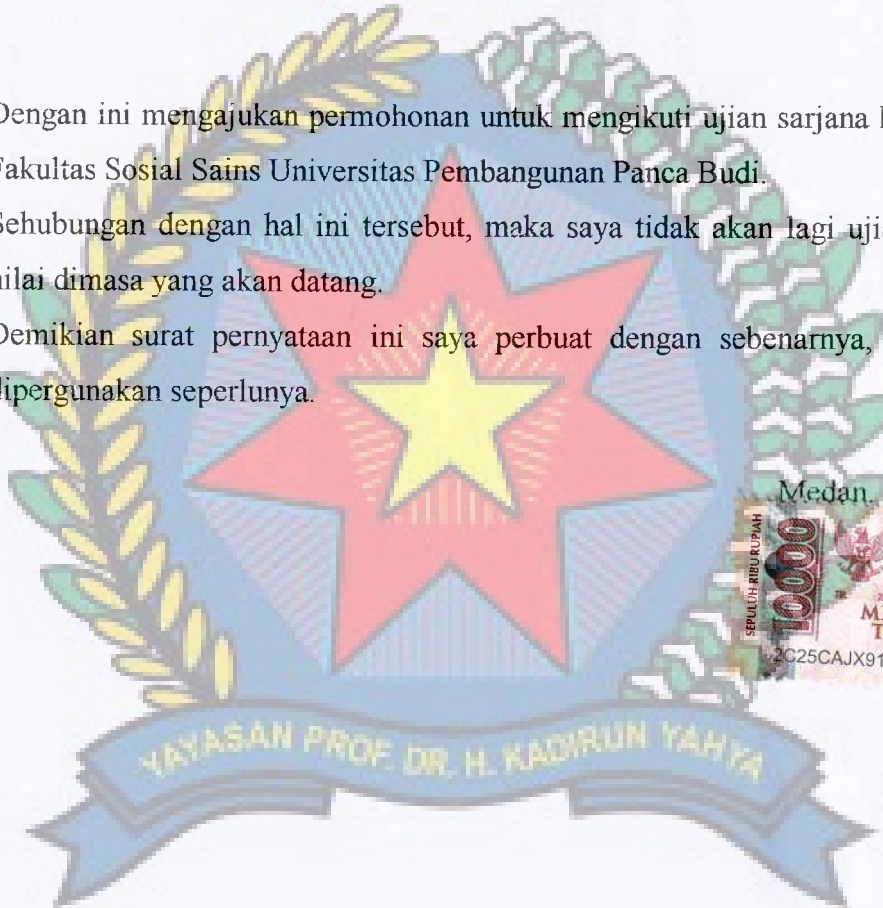 Dengan ini mengajukan permohonan untuk mengikuti ujian sarjana
Fakultas Sosial Sains Universitas Pembangunan Panca Budi.
Sehubungan dengan hal ini tersebut, maka saya tidak akan lagi
nilai dimasa yang akan datang.
Demikian surat pernyataan ini saya perbuat dengan sebenarnya,
dipergunakan seperlunya.
Medan,
SEPULUH RIBU RUPIAH
10000
2C25CAJX91
YAYASAN PROF. DR. H. KADIRUN YAHYA